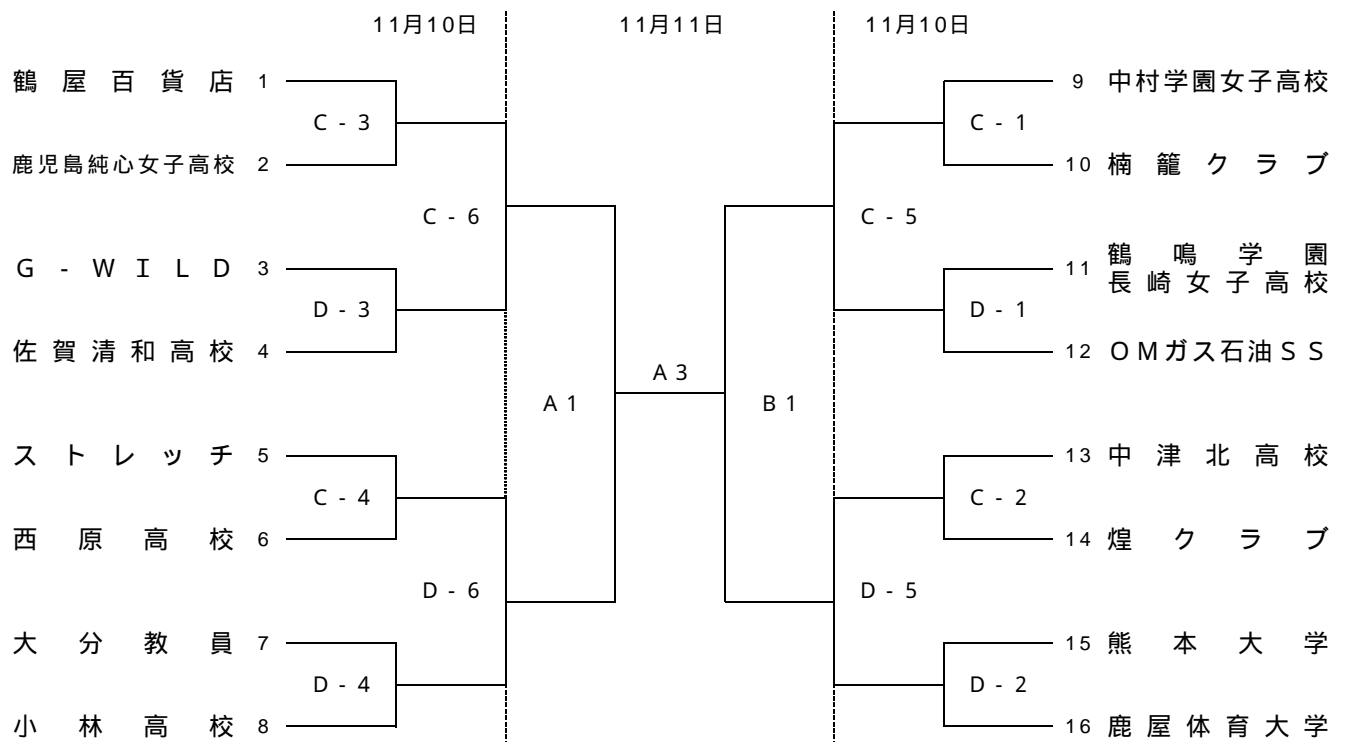 11月10日
11月11日
11月10日
鶴屋百貨店 1
C-3
鹿児島純心女子高校 2
C-6
G-WILD 3
D-3
佐賀清和高校 4
A1
ストレッチ 5
C-4
西原高校 6
D-6
大分教員 7
D-4
小林高校 8
A3
9 中村学園女子高校
C-1
10 楠籠クラブ
C-5
11 鶴鳴学園
長崎女子高校
D-1
12 OMガス石油SS
B1
13 中津北高校
C-2
14 煌クラブ
D-5
15 熊本大学
D-2
16 鹿屋体育大学